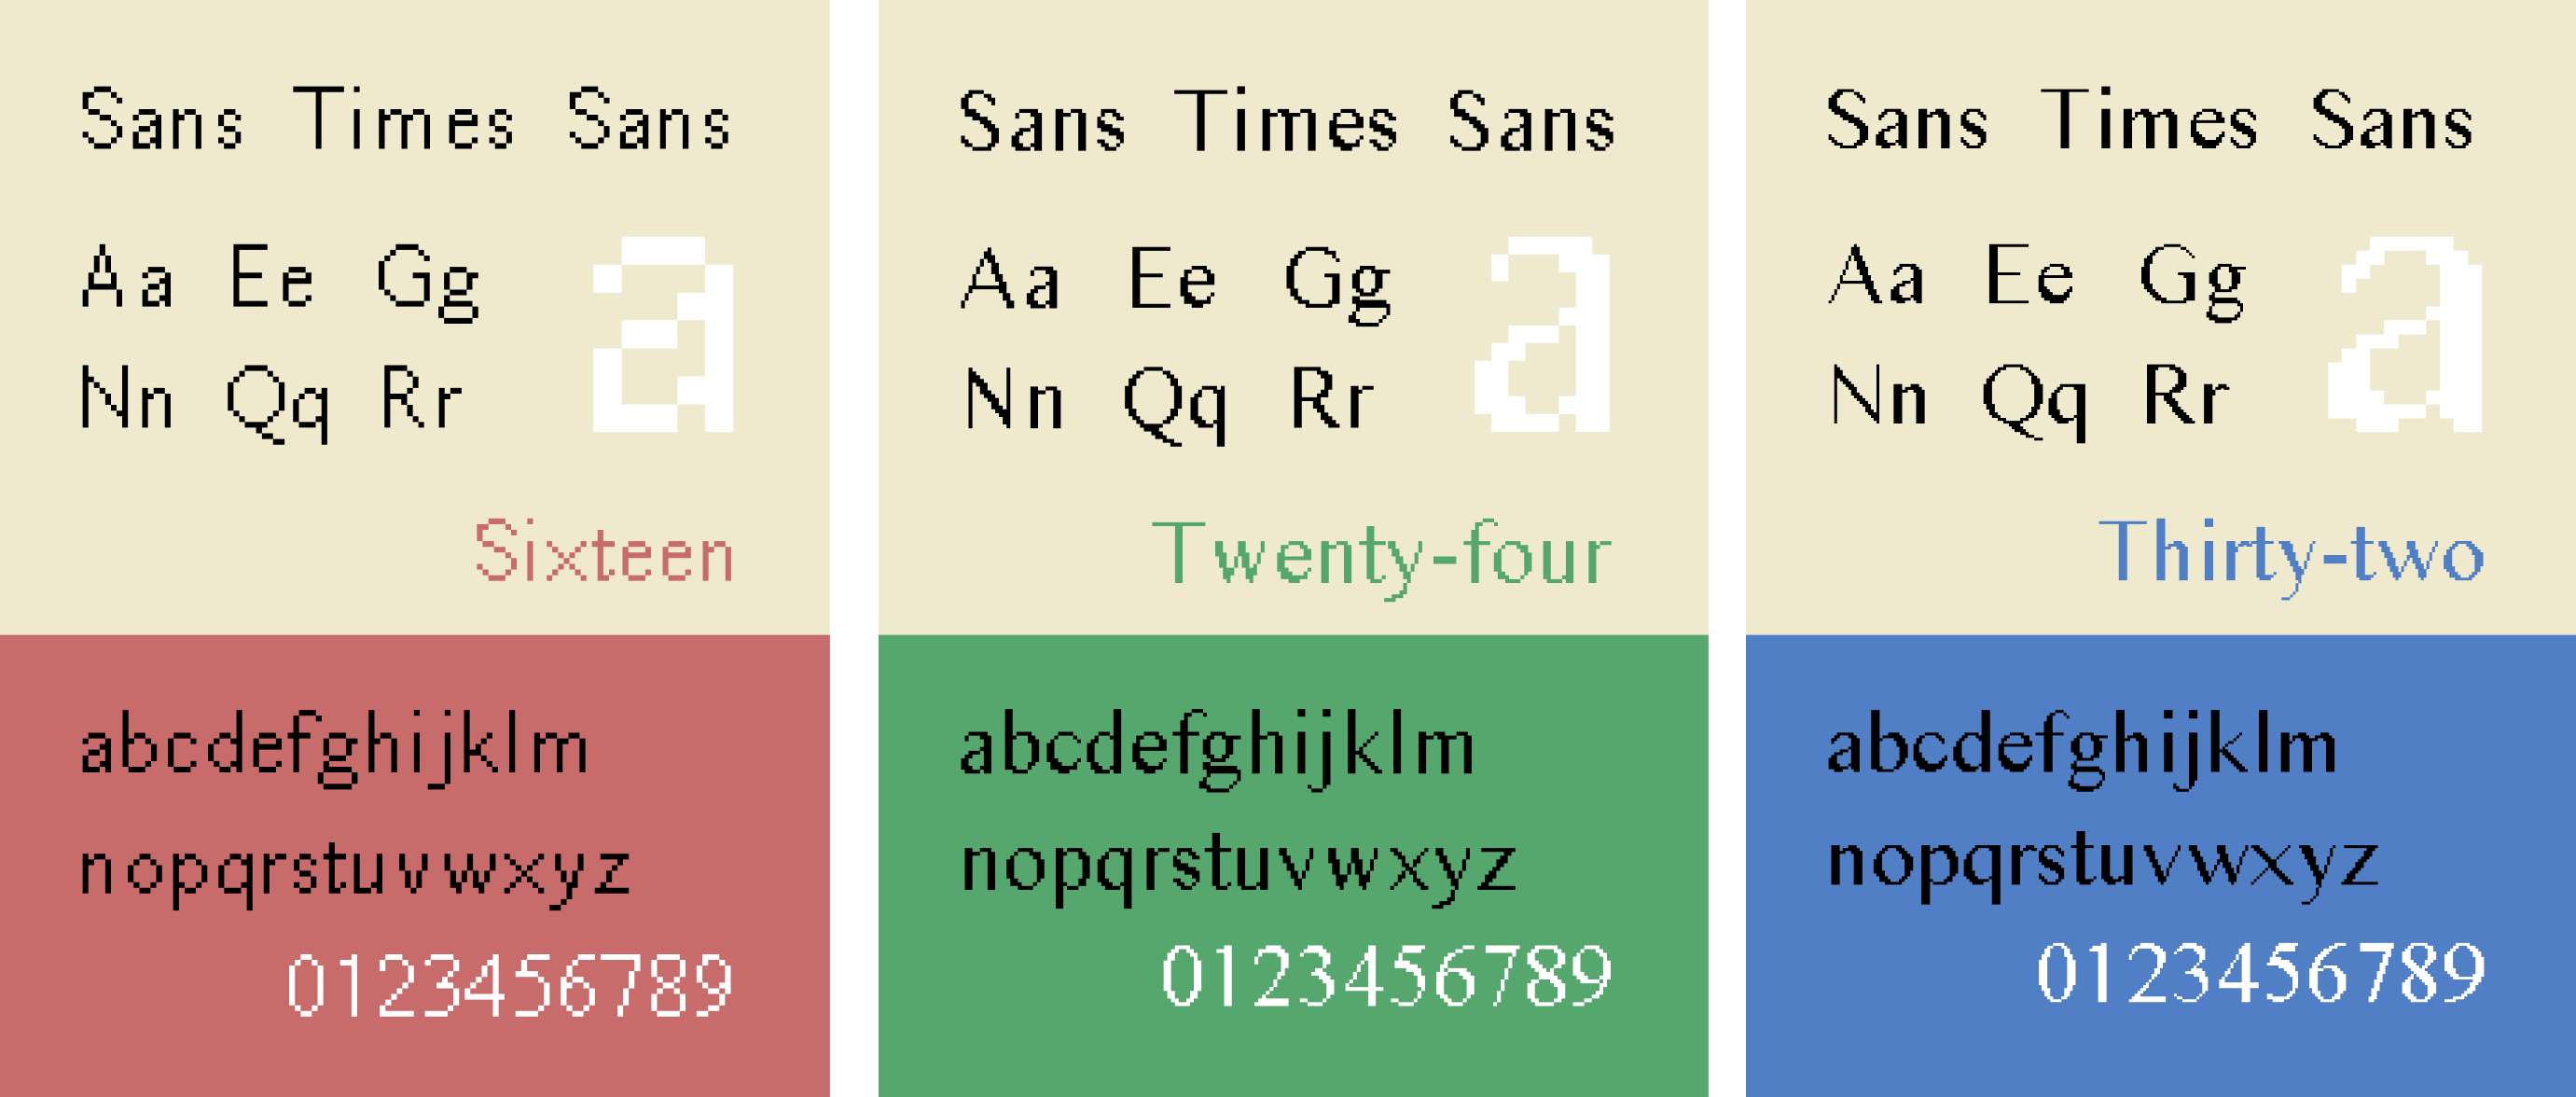 Sans Times Sans
Aa Ee Gg
a
Nn Qq Rr
Sixteen
abcdefghijklm
nopqrstuvwxyz
0123456789
Sans Times Sans
Aa Ee Gg
a
Nn Qq Rr
Twenty-four
abcdefghijklm
nopqrstuvwxyz
0123456789
Sans Times Sans
Aa Ee Gg
a
Nn Qq Rr
Thirty-two
abcdefghijklm
nopqrstuvwxyz
0123456789